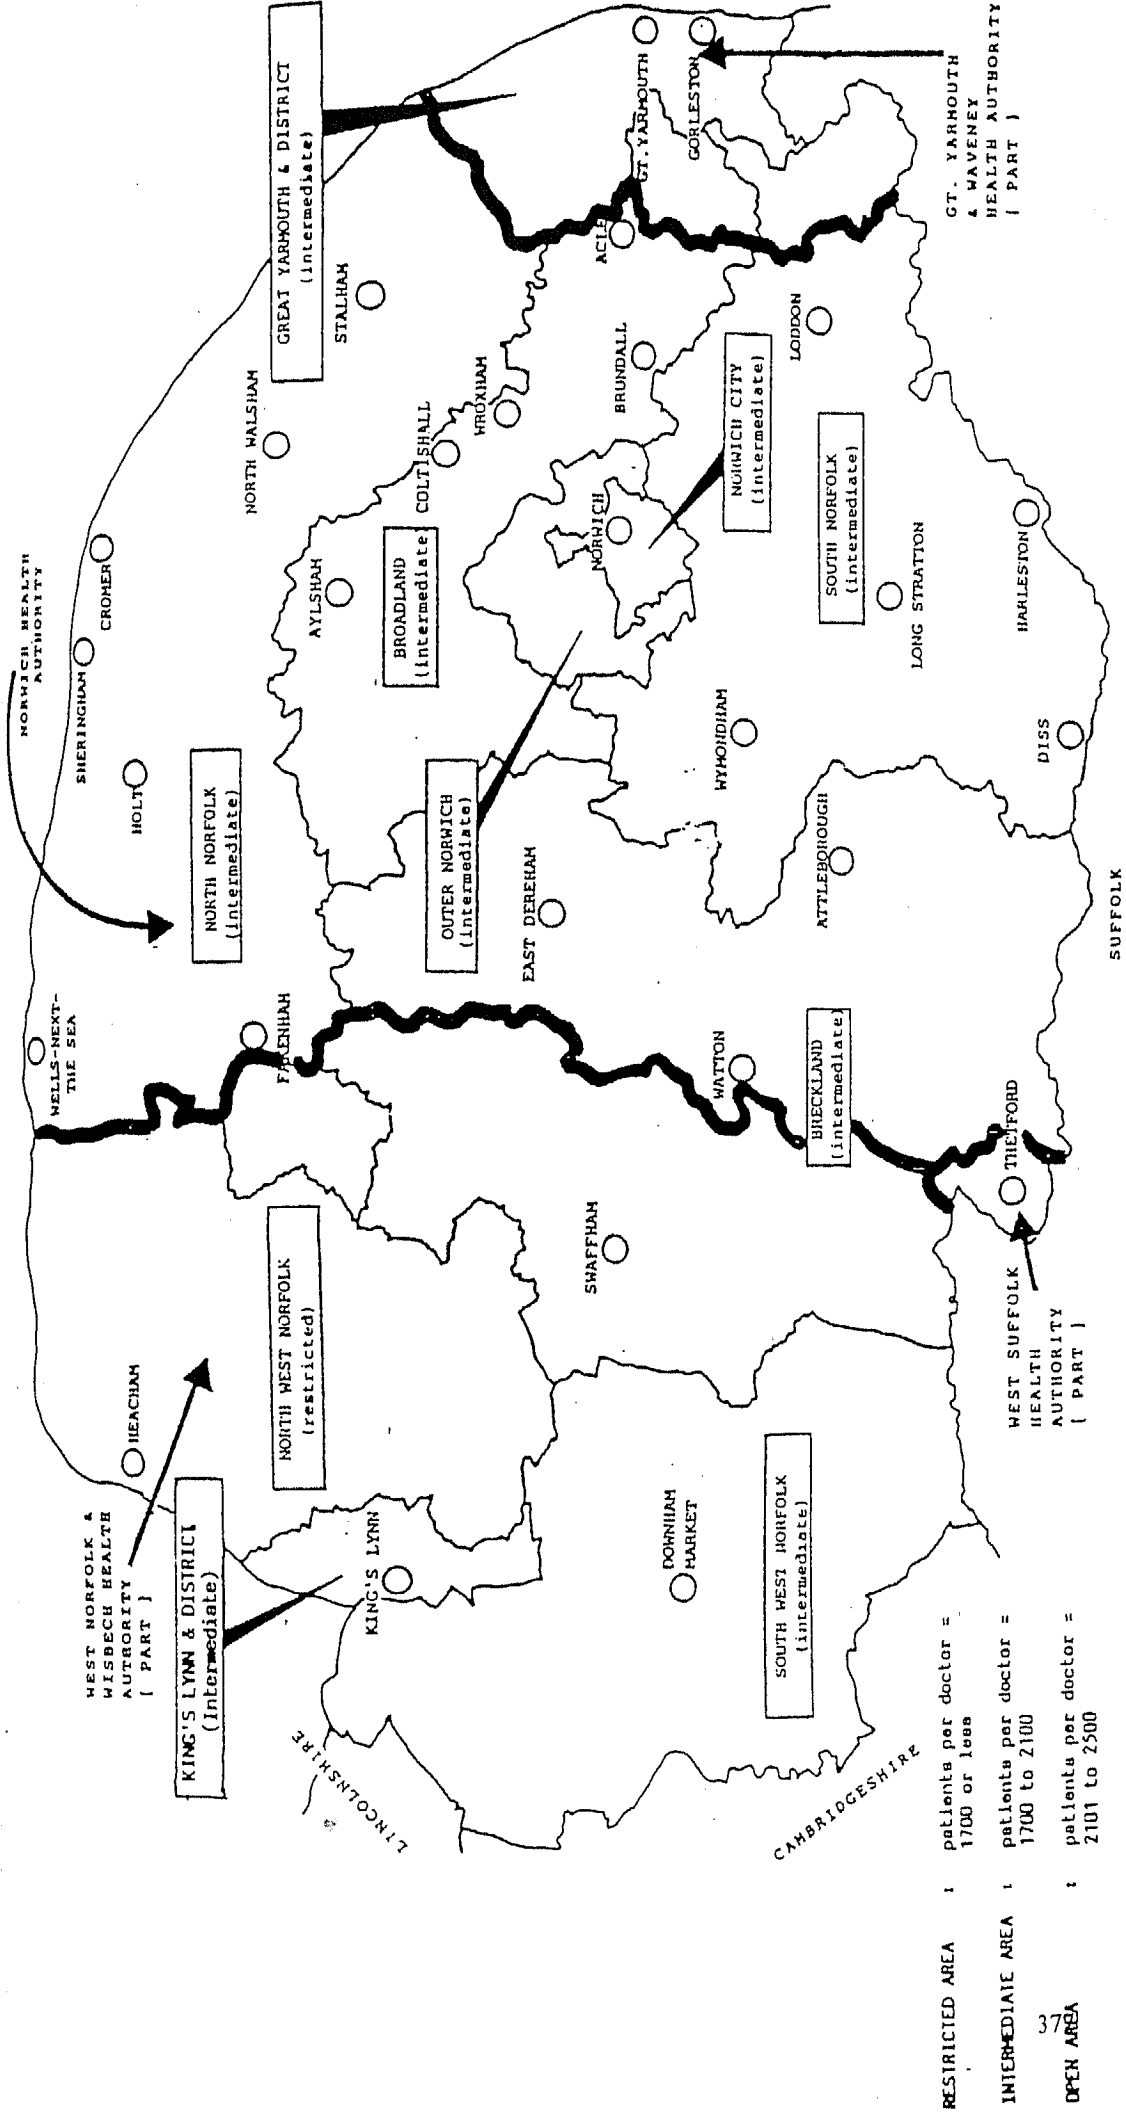 NORWICH HEALTH
AUTHORITY
WEST NORFOLK &
WISBECH HEALTH
AUTHORITY
[ PART ]
HEACHAM
WELLS-NEXT-
THE SEA
HOLT
SHERINGHAM
CROMER
KING'S LYNN & DISTRICT
(Intermediate)
NORTH WEST NORFOLK
(restricted)
FAKENHAM
NORTH NORFOLK
(intermediate)
NORTH WALSHAM
GREAT YARMOUTH & DISTRICT
(intermediate)
STALHAM
LINCOLNSHIRE
KING'S LYNN
AYLSHAM
BROADLAND
(intermediate)
COLTISHALL
WROXHAM
OUTER NORWICH
(intermediate)
EAST DEREHAM
SWAFFHAM
NORWICH
BRUNDALL
ACLE
GT.YARMOUTH
GORLESTON
DOWNHAM
MARKET
WATTON
WYMONDHAM
NORWICH CITY
(intermediate)
LODDON
SOUTH WEST NORFOLK
(intermediate)
BRECKLAND
(intermediate)
ATTLEBOROUGH
SOUTH NORFOLK
(intermediate)
LONG STRATTON
CAMBRIDGESHIRE
GT. YARMOUTH
& WAVENEY
HEALTH AUTHORITY
[ PART ]
THETFORD
HARLESTON
DISS
WEST SUFFOLK
HEALTH
AUTHORITY
[ PART ]
SUFFOLK
RESTRICTED AREA : patients per doctor =
1700 or less
INTERMEDIATE AREA : patients per doctor =
1700 to 2100
OPEN AREA : patients per doctor =
2101 to 2500
37